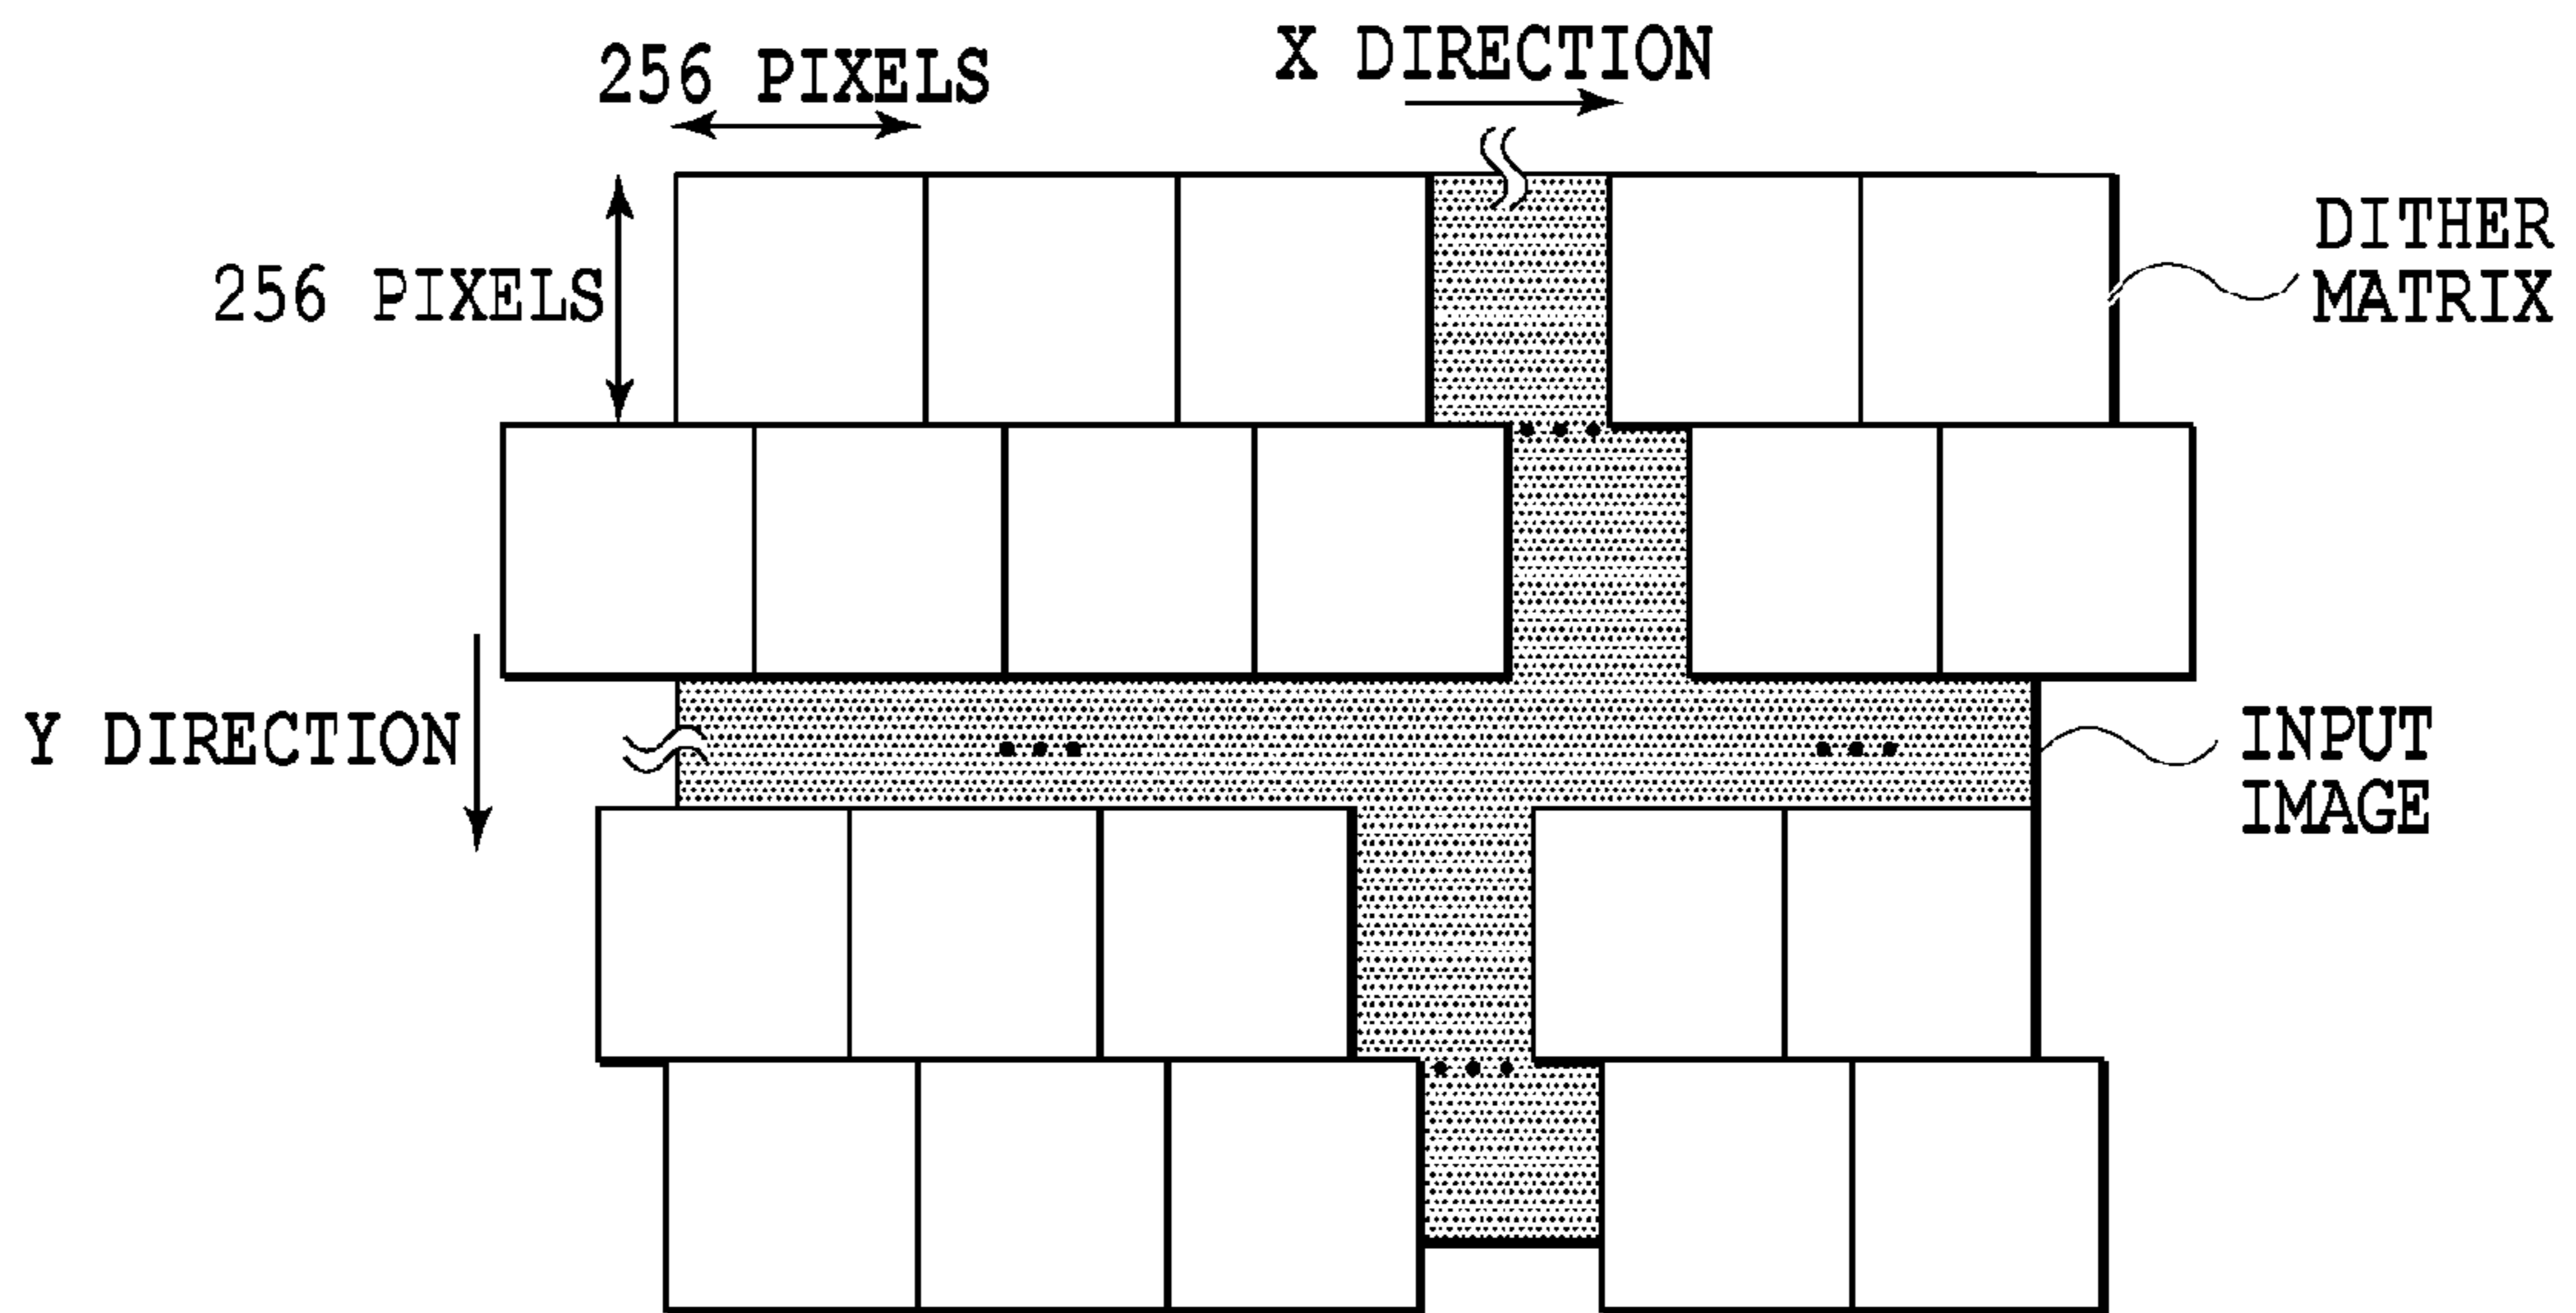 256 PIXELS
X DIRECTION
256 PIXELS
DITHER
MATRIX
Y DIRECTION
INPUT
IMAGE